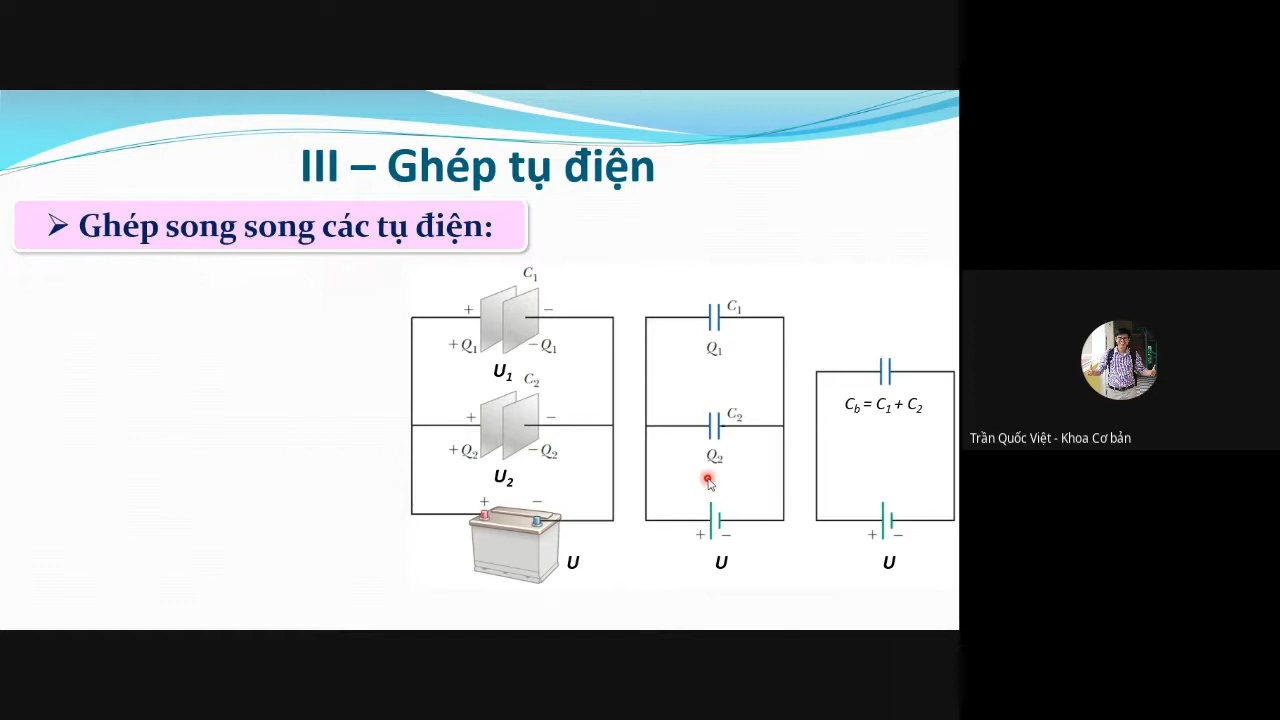 III – Ghép tụ điện
➢ Ghép song song các tụ điện:
C1
+ −
+Q1 −Q1
U1
C2
+ −
+Q2 −Q2
U2
+ −
U
C1
Q1
C2
Q2
+ −
U
Cb = C1 + C2
+ −
U
Trần Quốc Việt - Khoa Cơ bản